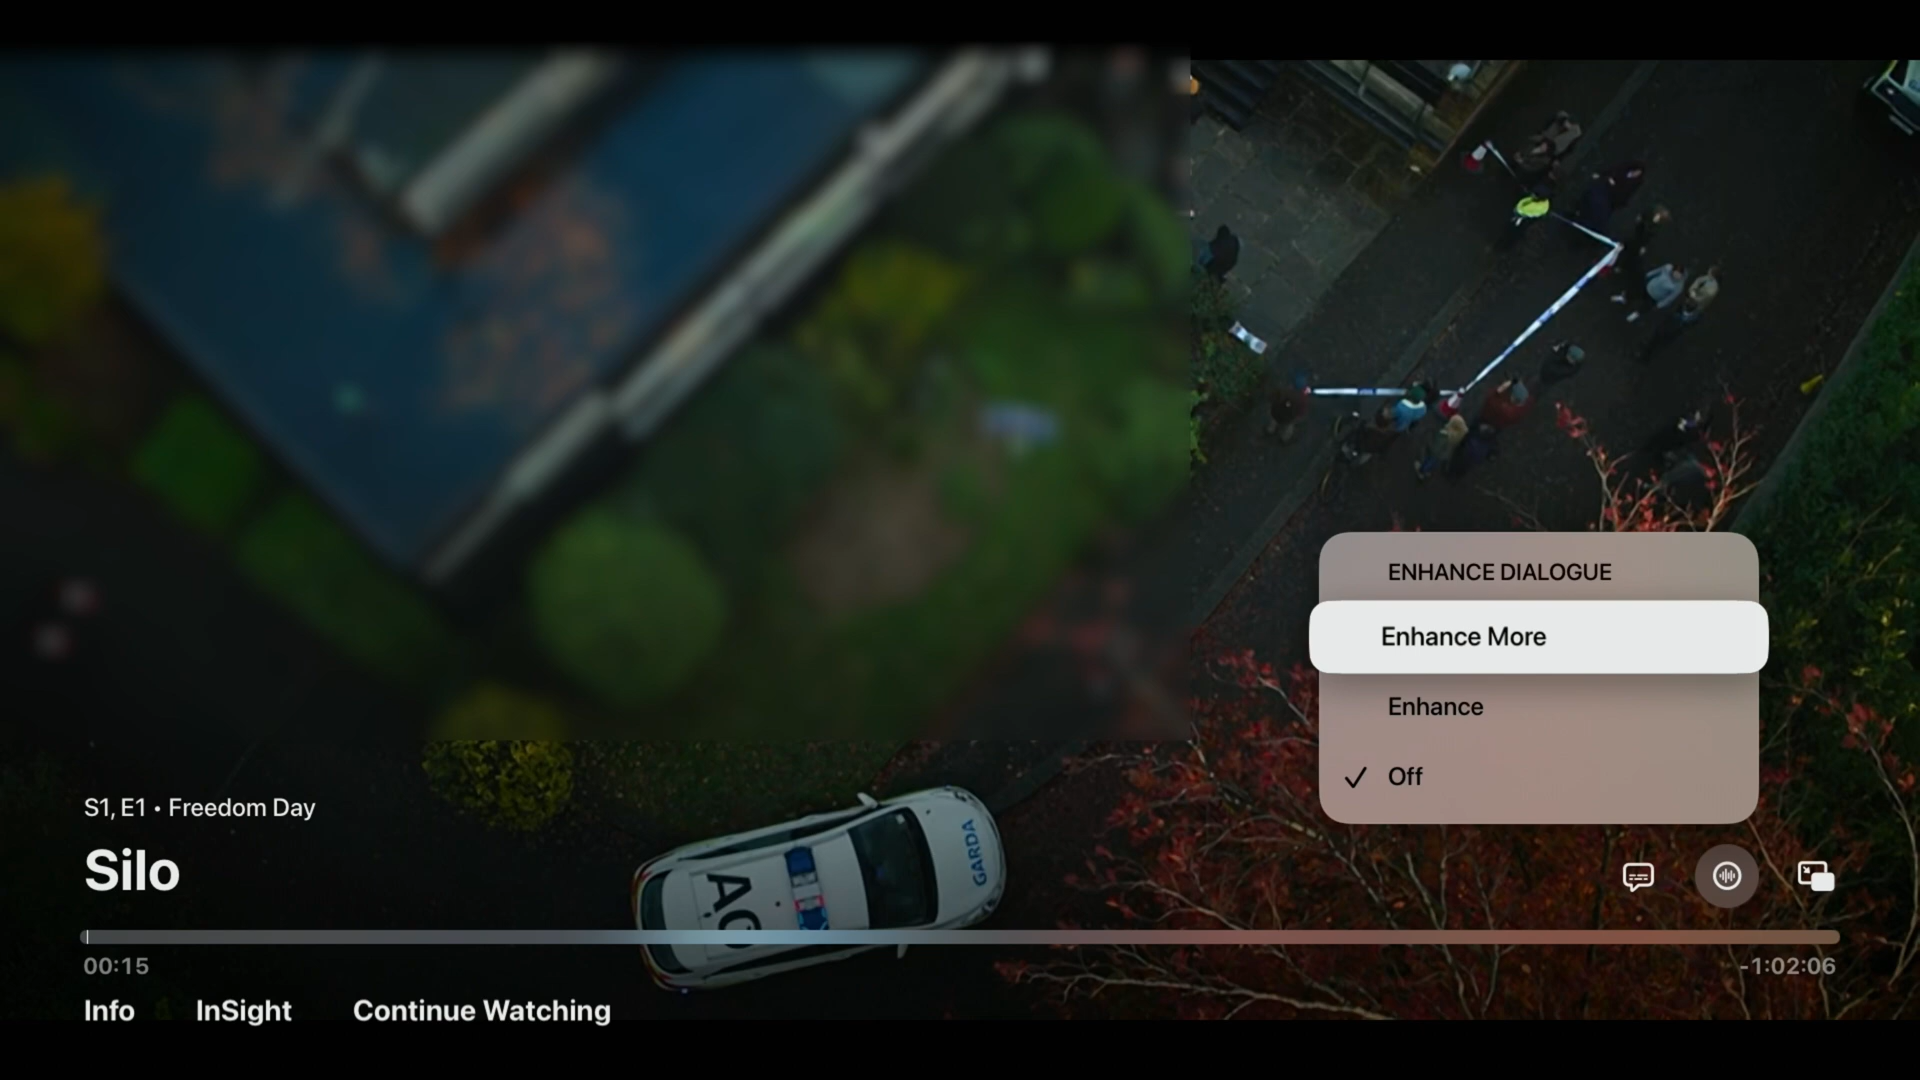 ENHANCE DIALOGUE
Enhance More
Enhance
Off
S1, E1 • Freedom Day
Silo
GARDA
AO
00:15
-1:02:06
Info
InSight
Continue Watching